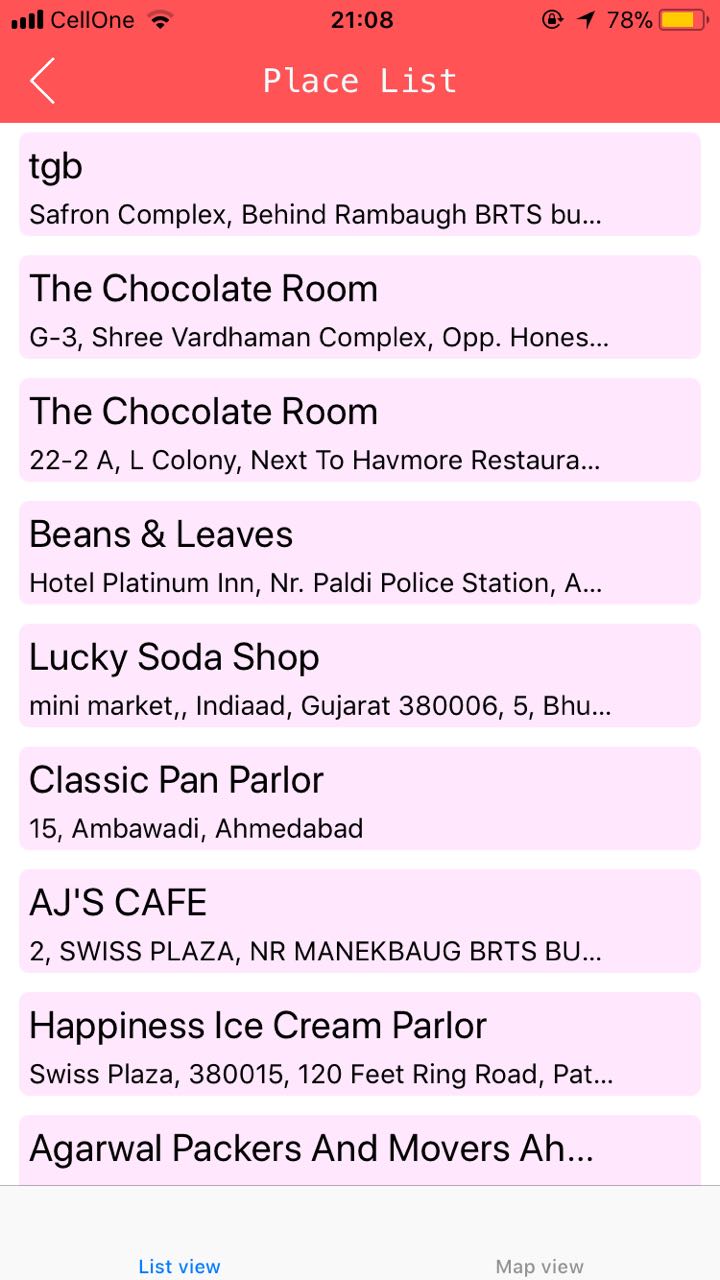 CellOne 21:08 78%
Place List
tgb
Safron Complex, Behind Rambaugh BRTS bu...
The Chocolate Room
G-3, Shree Vardhaman Complex, Opp. Hones...
The Chocolate Room
22-2 A, L Colony, Next To Havmore Restaura...
Beans & Leaves
Hotel Platinum Inn, Nr. Paldi Police Station, A...
Lucky Soda Shop
mini market,, Indiaad, Gujarat 380006, 5, Bhu...
Classic Pan Parlor
15, Ambawadi, Ahmedabad
AJ'S CAFE
2, SWISS PLAZA, NR MANEKBAUG BRTS BU...
Happiness Ice Cream Parlor
Swiss Plaza, 380015, 120 Feet Ring Road, Pat...
Agarwal Packers And Movers Ah...
List view Map view